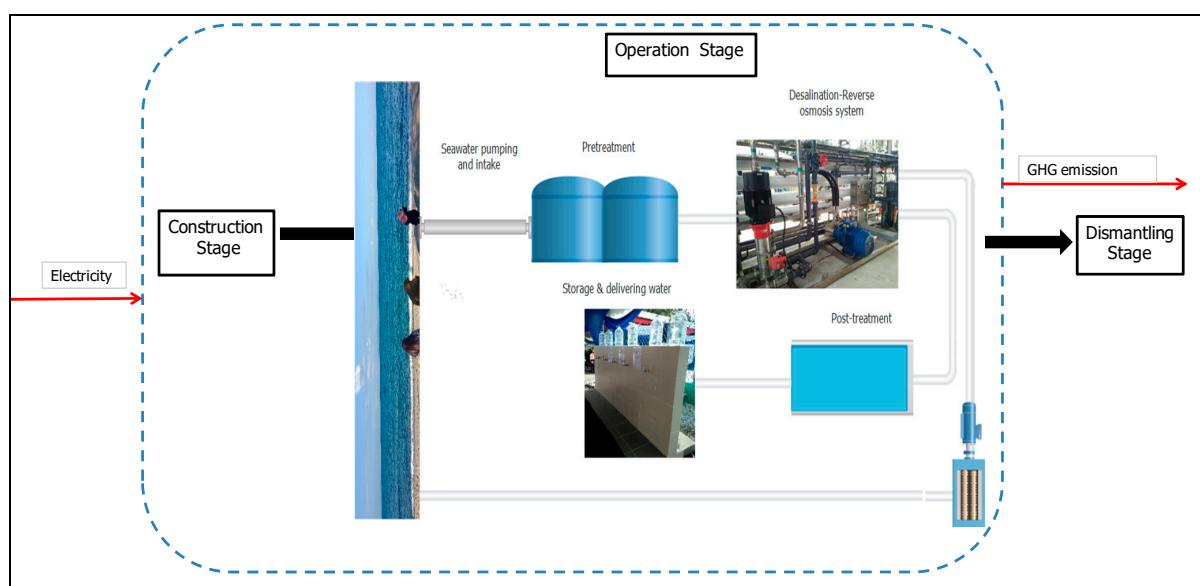 Operation Stage
Desalination-Reverse
osmosis system
Seawater pumping
and intake
Pretreatment
GHG emission
Construction
Stage
Dismantling
Stage
Electricity
Storage & delivering water
Post-treatment